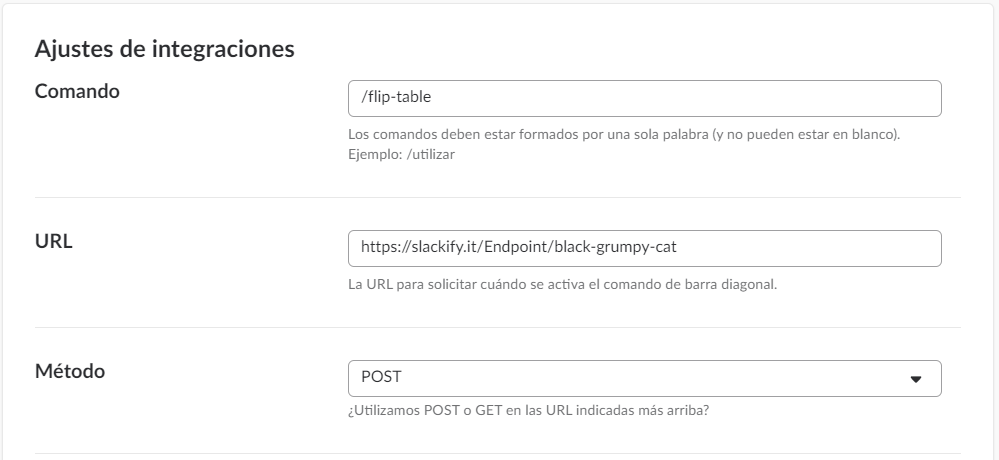 Ajustes de integraciones
Comando
/flip-table
Los comandos deben estar formados por una sola palabra (y no pueden estar en blanco).
Ejemplo: /utilizar
URL
https://slackify.it/Endpoint/black-grumpy-cat
La URL para solicitar cuándo se activa el comando de barra diagonal.
Método
POST
¿Utilizamos POST o GET en las URL indicadas más arriba?